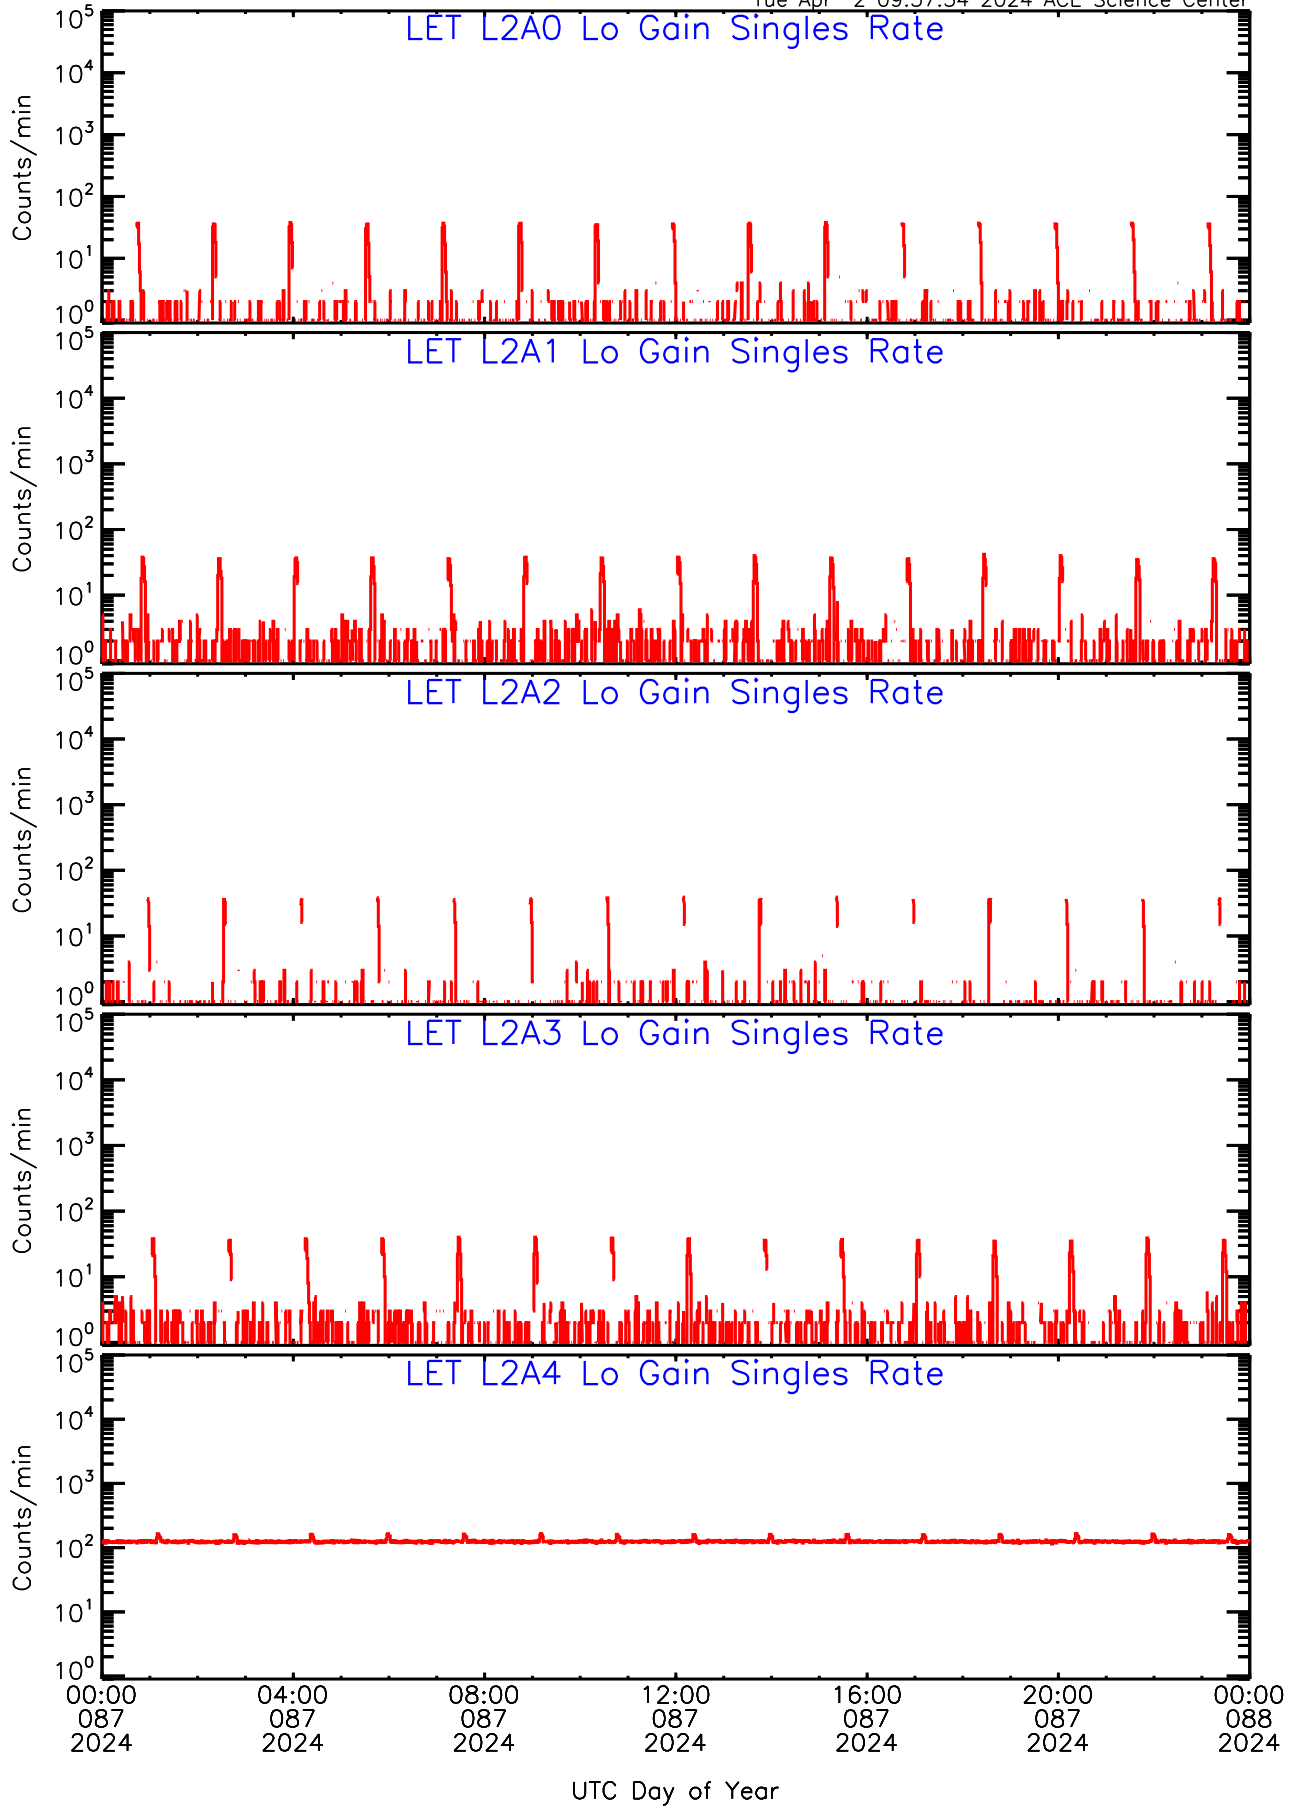 Tue Apr 2 09:57:54 2024 ACE Science Center
LET L2A0 Lo Gain Singles Rate
10^5
10^4
10^3
10^2
10^1
10^0
Counts/min
LET L2A1 Lo Gain Singles Rate
10^5
10^4
10^3
10^2
10^1
10^0
Counts/min
LET L2A2 Lo Gain Singles Rate
10^5
10^4
10^3
10^2
10^1
10^0
Counts/min
LET L2A3 Lo Gain Singles Rate
10^5
10^4
10^3
10^2
10^1
10^0
Counts/min
LET L2A4 Lo Gain Singles Rate
10^5
10^4
10^3
10^2
10^1
10^0
Counts/min
00:00 04:00 08:00 12:00 16:00 20:00 00:00
087 087 087 087 087 087 088
2024 2024 2024 2024 2024 2024 2024
UTC Day of Year